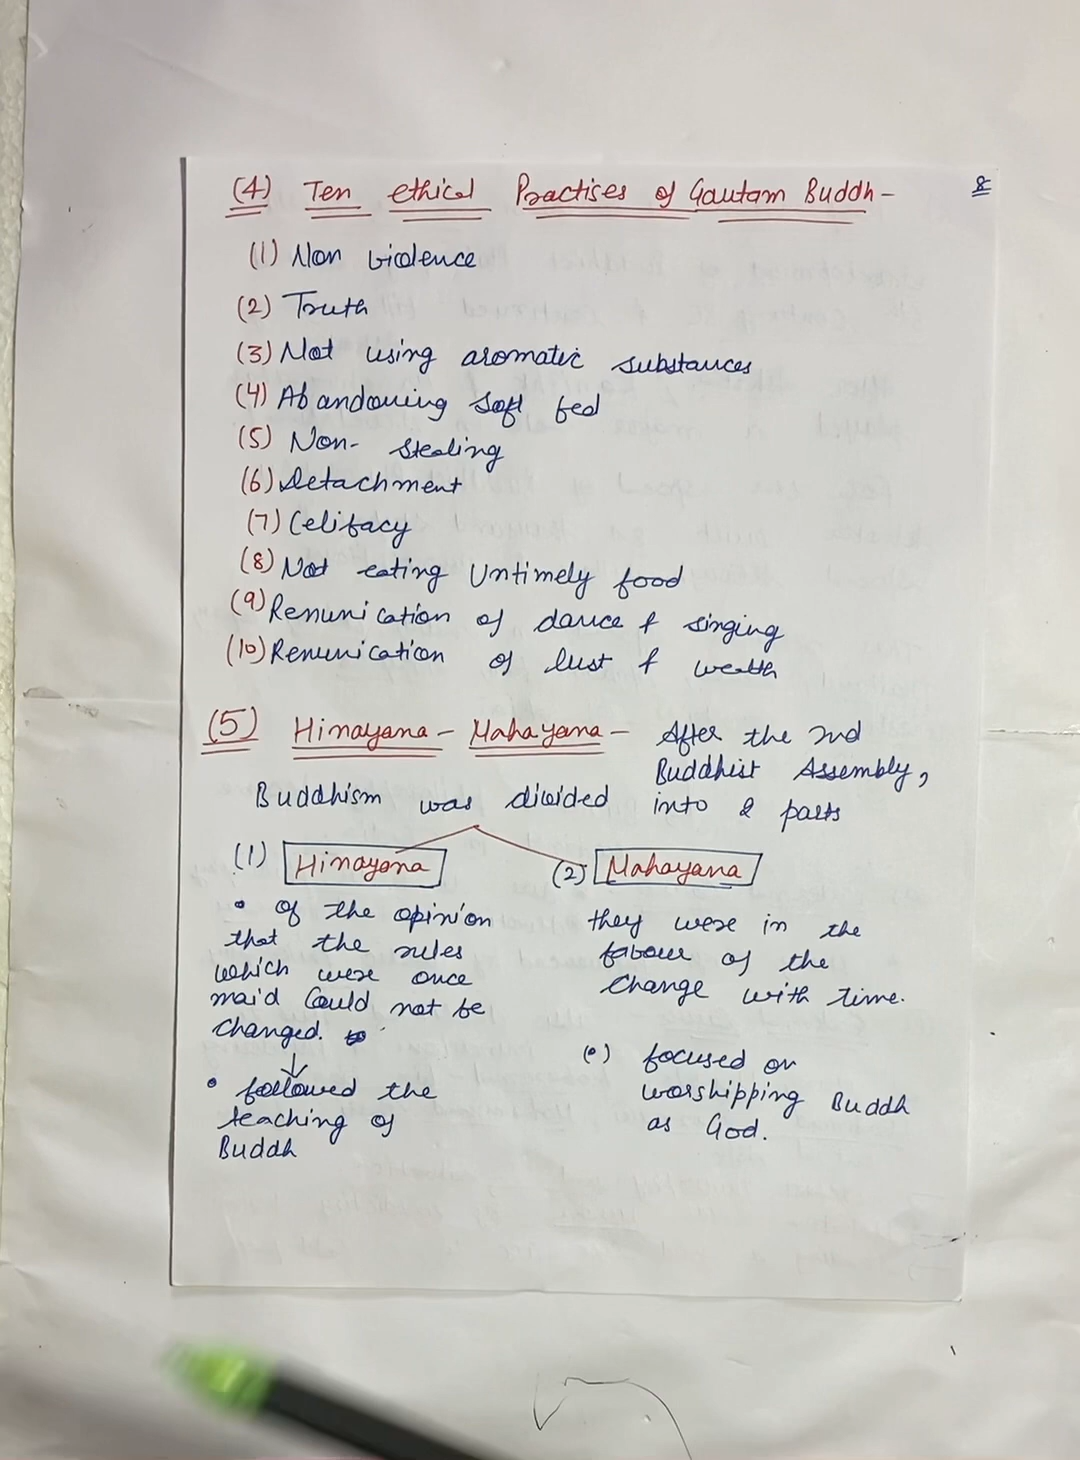 (4) Ten ethical Practises of Gautam Buddh - 8
(1) Non violence
(2) Truth
(3) Not using aromatic substances
(4) Abandoning soft bed
(5) Non- stealing
(6) Detachment
(7) Celibacy
(8) Not eating Untimely food
(9) Renunication of dance & singing
(10) Renunication of lust & wealth
(5) Hinayana - Mahayana - After the 2nd
Buddhist Assembly,
Buddhism was divided into 2 parts
(1) Hinayana
• of the opinion
that the rules
which were once
maid Could not be
changed.
• followed the
teaching of
Buddh
(2) Mahayana
they were in the
favour of the
Change with time.
(•) focused on
worshipping Buddh
as God.